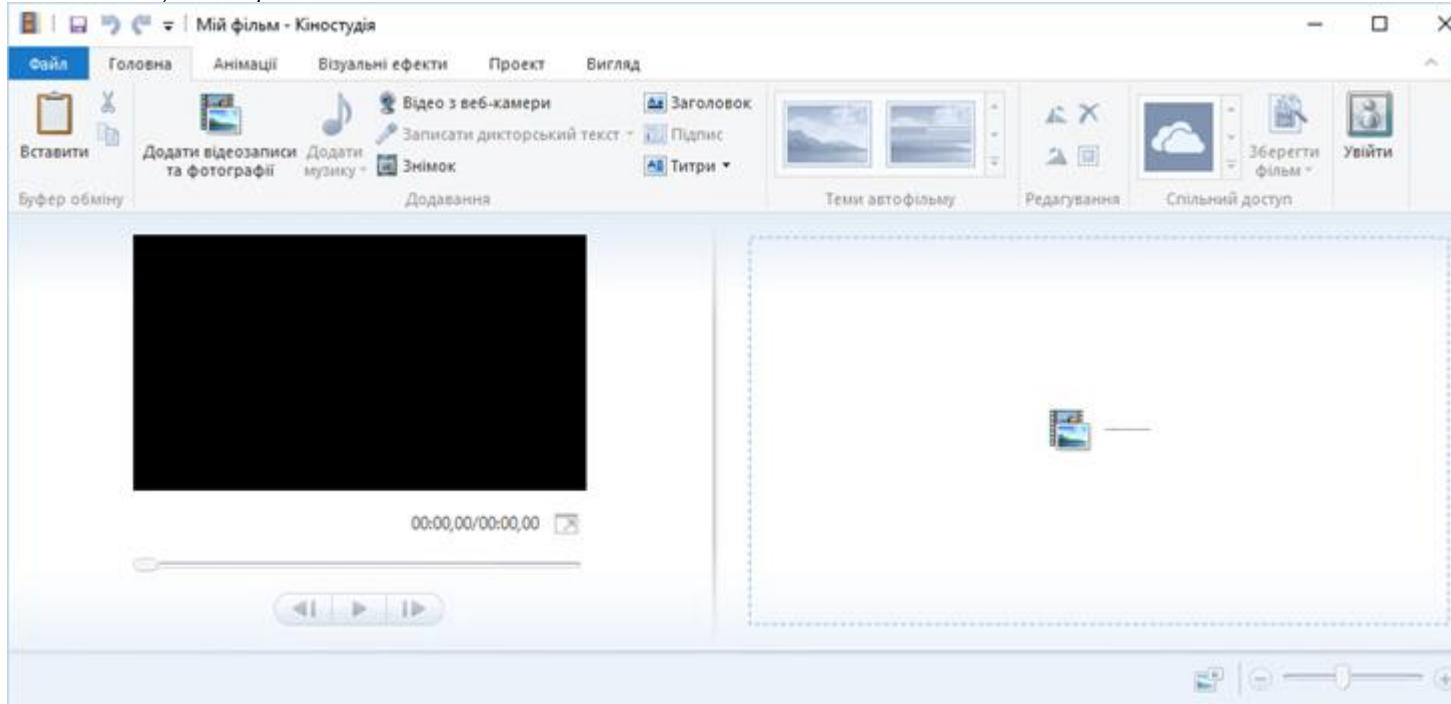 Мій фільм - Кіностудія
Файл Головна Анімації Візуальні ефекти Проект Вигляд
Вставити
Додати відеозаписи та фотографії
Додати музику
Відео з веб-камери
Записати дикторський текст
Знімок
Заголовок
Підпис
Титри
Зберегти фільм
Увійти
Буфер обміну Додавання Теми автофільму Редагування Спільний доступ
00:00,00/00:00,00